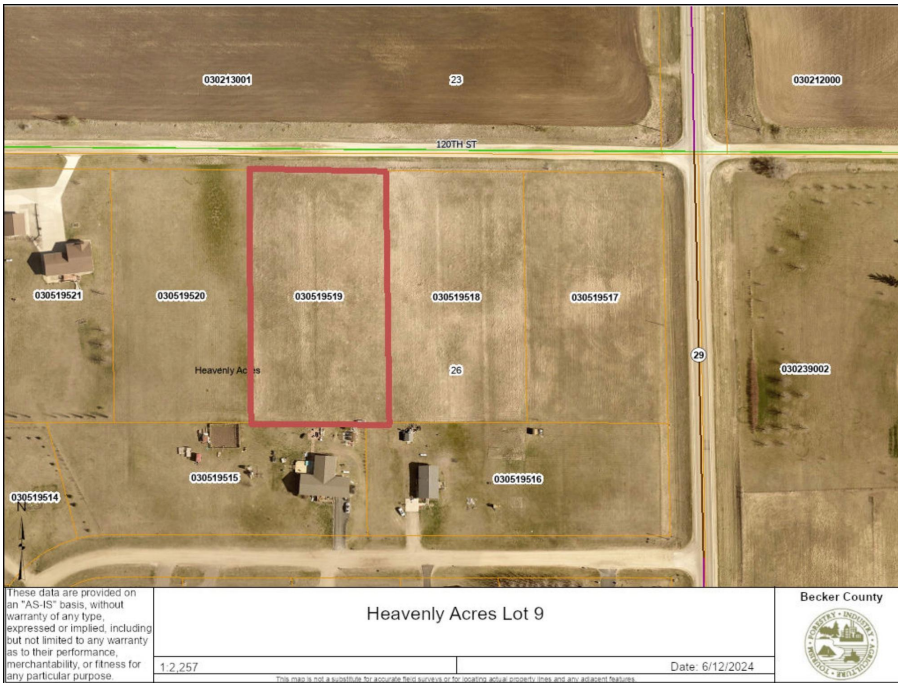 030213001
23
030212000
120TH ST
030519521
030519520
030519519
030519518
030519517
Heavenly Acres
26
29
030239002
030519515
030519516
030519514
N
These data are provided on
an "AS-IS" basis, without
warranty of any type,
expressed or implied, including
but not limited to any warranty
as to their performance,
merchantability, or fitness for
any particular purpose.
Heavenly Acres Lot 9
1:2,257
Date: 6/12/2024
This map is not a substitute for accurate field surveys or for locating actual property lines and any adjacent features.
Becker County
FORESTRY • INDUSTRY • AGRICULTURE • TOURISM •